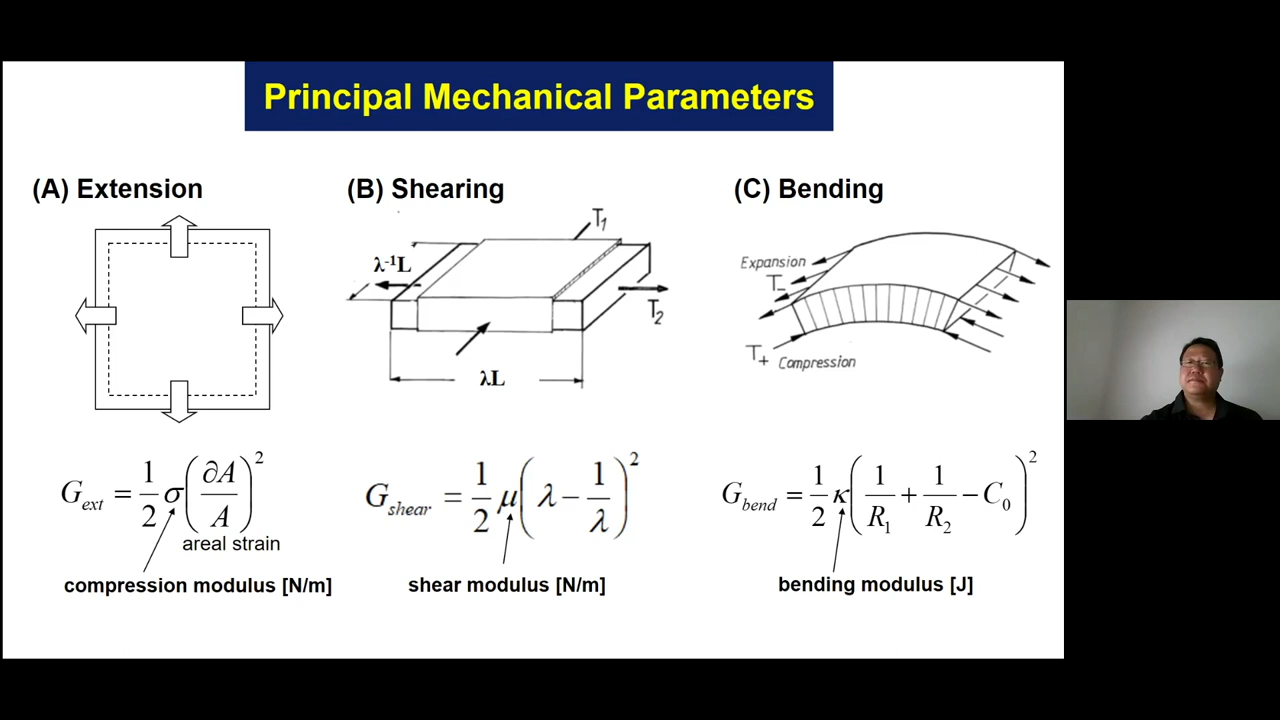 Principal Mechanical Parameters
(A) Extension
(B) Shearing
(C) Bending
T₁
λ⁻¹L
T₂
λL
Expansion
T₋
T₊ Compression
G_ext = 1/2 σ (∂A/A)²
areal strain
compression modulus [N/m]
G_shear = 1/2 μ (λ − 1/λ)²
shear modulus [N/m]
G_bend = 1/2 κ (1/R₁ + 1/R₂ − C₀)²
bending modulus [J]